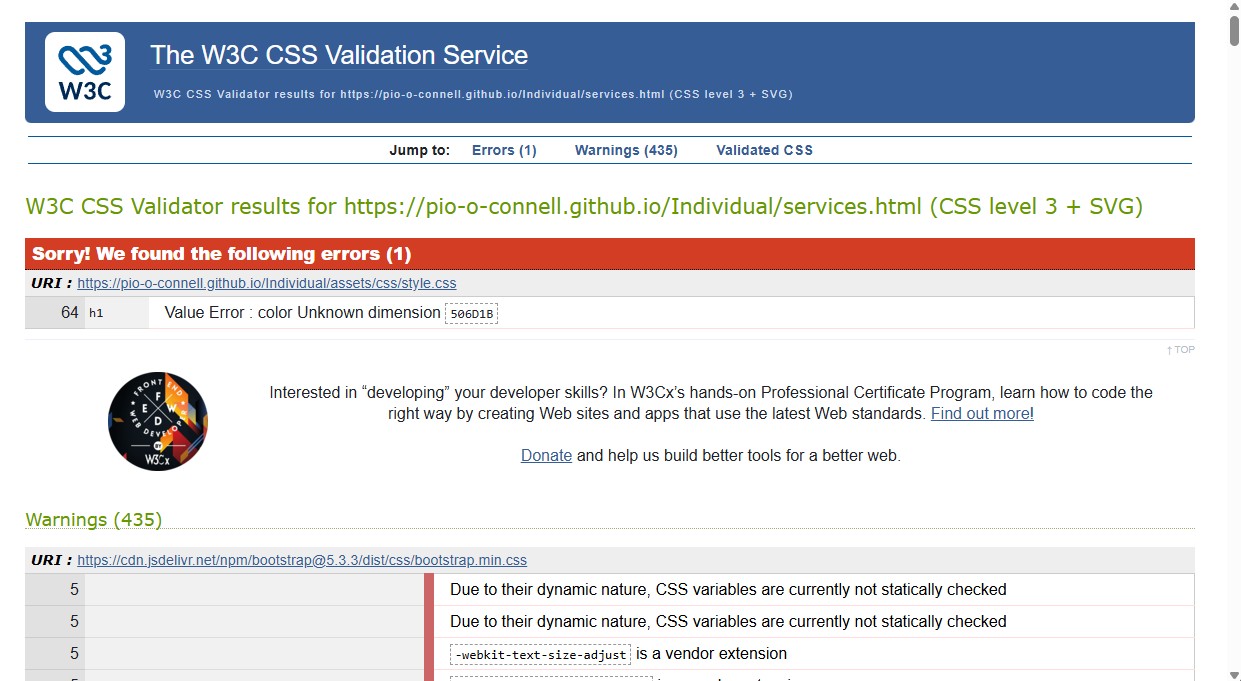 W3C
The W3C CSS Validation Service
W3C CSS Validator results for https://pio-o-connell.github.io/Individual/services.html (CSS level 3 + SVG)
Jump to: Errors (1) Warnings (435) Validated CSS
W3C CSS Validator results for https://pio-o-connell.github.io/Individual/services.html (CSS level 3 + SVG)
Sorry! We found the following errors (1)
URI : https://pio-o-connell.github.io/Individual/assets/css/style.css
64 h1 Value Error : color Unknown dimension 506D1B
↑ TOP
FRONT END
F
E W
D
WEB DEVELOPER
BY
W3Cx
Interested in “developing” your developer skills? In W3Cx’s hands-on Professional Certificate Program, learn how to code the
right way by creating Web sites and apps that use the latest Web standards. Find out more!
Donate and help us build better tools for a better web.
Warnings (435)
URI : https://cdn.jsdelivr.net/npm/bootstrap@5.3.3/dist/css/bootstrap.min.css
5 Due to their dynamic nature, CSS variables are currently not statically checked
5 Due to their dynamic nature, CSS variables are currently not statically checked
5 -webkit-text-size-adjust is a vendor extension